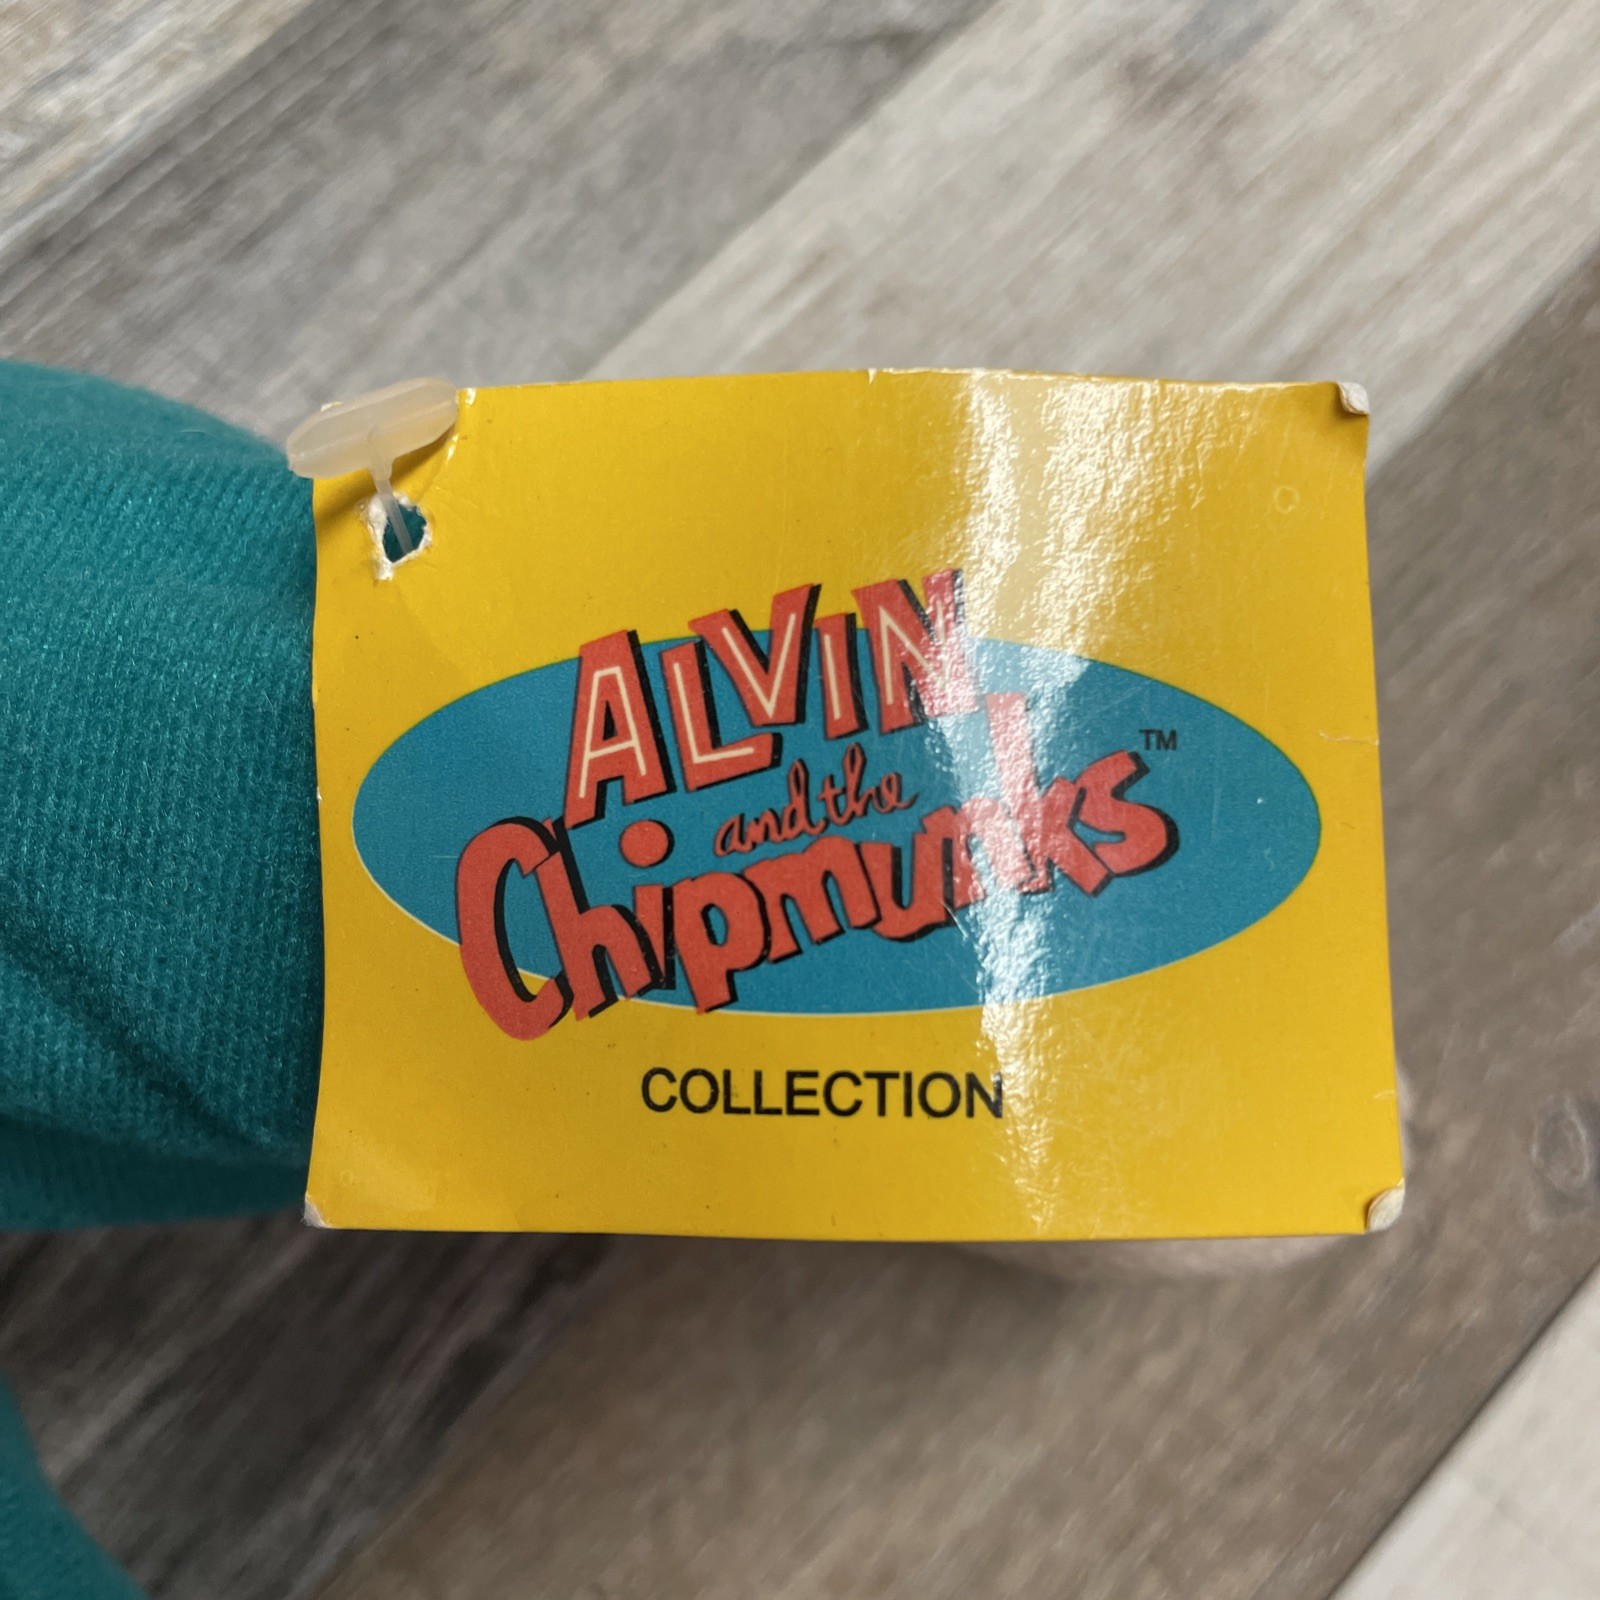 ALVIN
and the
Chipmunks™
COLLECTION